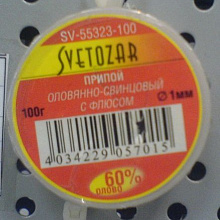 SV-55323-100
SVETOZAR
ПРИПОЙ
ОЛОВЯННО-СВИНЦОВЫЙ
С ФЛЮСОМ
100г ∅ 1мм
4034229057015
60%
ОЛОВО